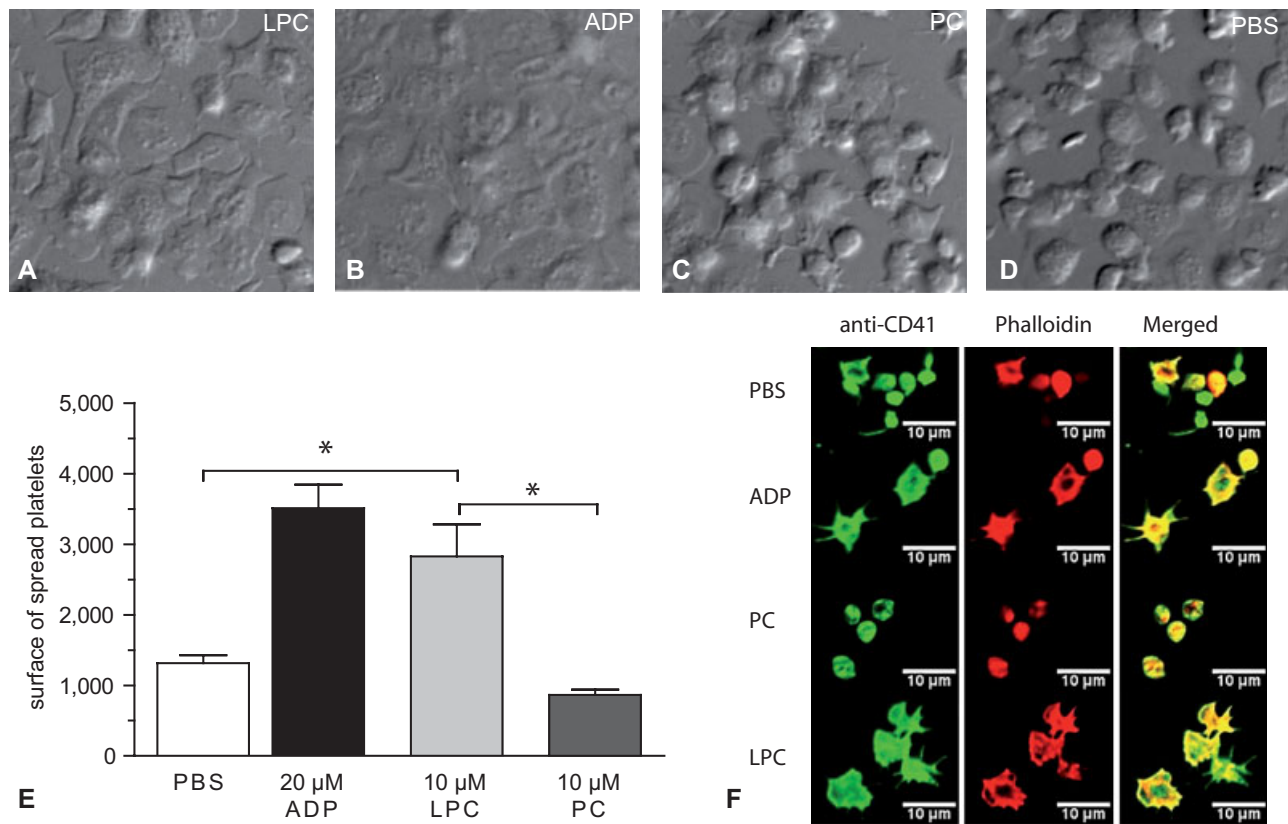 LPC
A
ADP
B
PC
C
PBS
D
surface of spread platelets
5,000
4,000
3,000
2,000
1,000
0
*
*
PBS
20 µM
ADP
10 µM
LPC
10 µM
PC
E
anti-CD41 Phalloidin Merged
PBS
10 µm 10 µm 10 µm
ADP
10 µm 10 µm 10 µm
PC
10 µm 10 µm 10 µm
LPC
10 µm 10 µm 10 µm
F